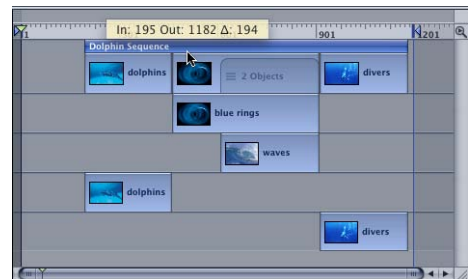 In: 195 Out: 1182 Δ: 194
1
901
1201
Dolphin Sequence
dolphins
2 Objects
divers
blue rings
waves
dolphins
divers